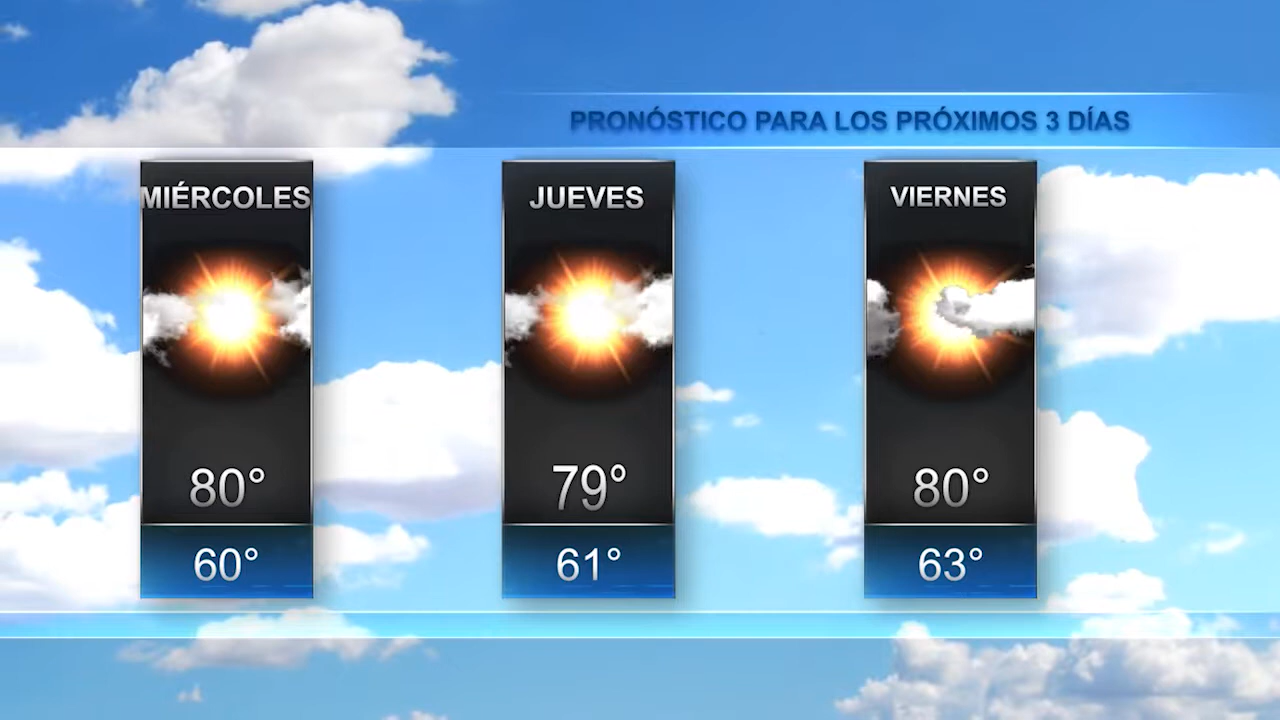 PRONÓSTICO PARA LOS PRÓXIMOS 3 DÍAS
MIÉRCOLES
80°
60°
JUEVES
79°
61°
VIERNES
80°
63°